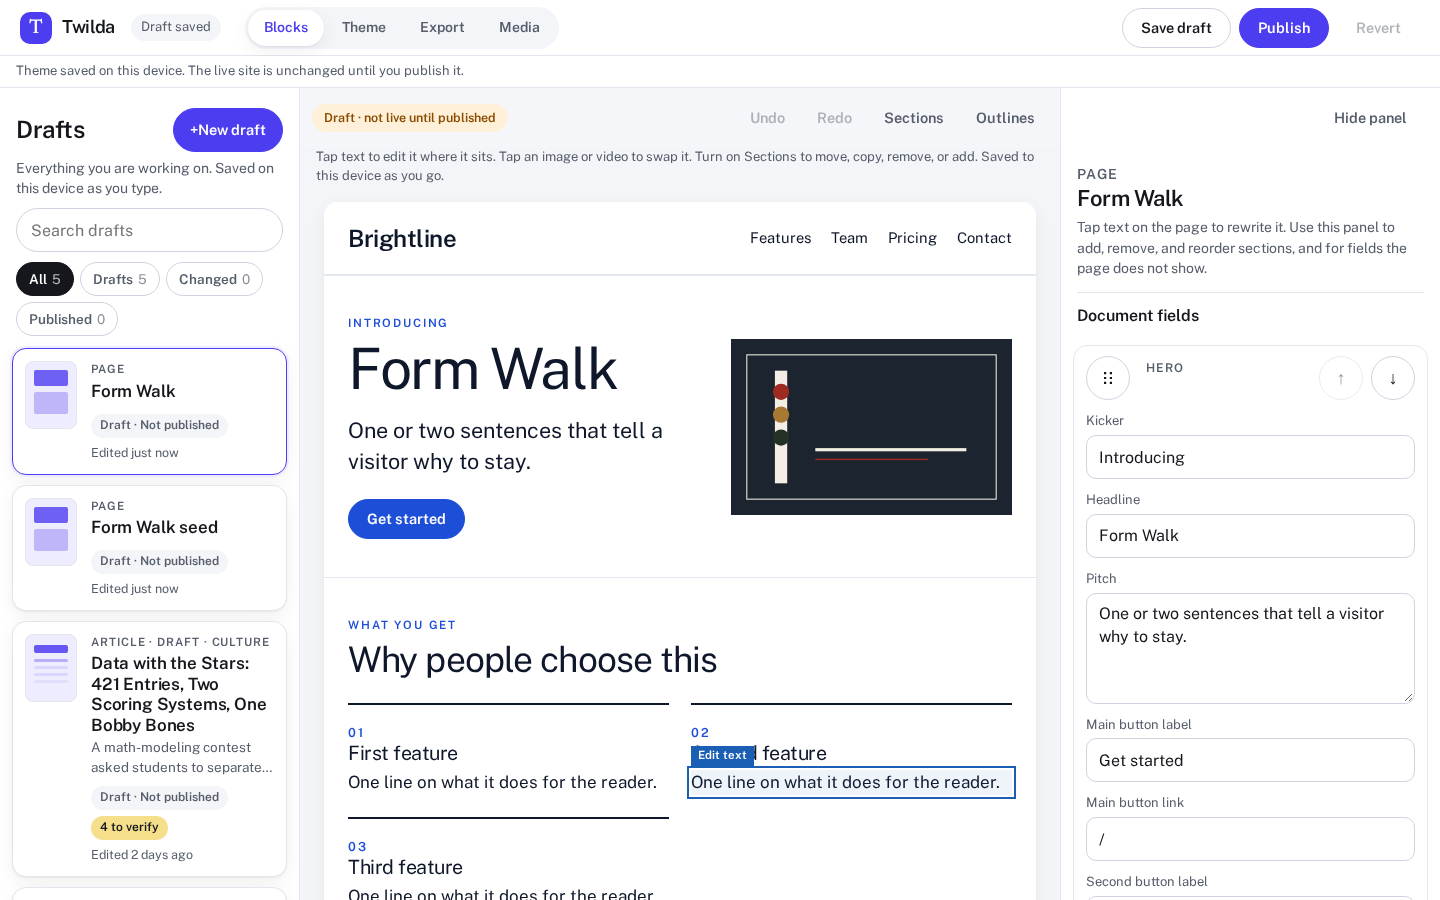 T Twilda Draft saved Blocks Theme Export Media Save draft Publish Revert
Theme saved on this device. The live site is unchanged until you publish it.
Drafts
+New draft
Everything you are working on. Saved on
this device as you type.
Search drafts
All 5 Drafts 5 Changed 0
Published 0
PAGE
Form Walk
Draft · Not published
Edited just now
PAGE
Form Walk seed
Draft · Not published
Edited just now
ARTICLE · DRAFT · CULTURE
Data with the Stars:
421 Entries, Two
Scoring Systems, One
Bobby Bones
A math-modeling contest
asked students to separate...
Draft · Not published
4 to verify
Edited 2 days ago
Draft · not live until published
Undo Redo Sections Outlines
Tap text to edit it where it sits. Tap an image or video to swap it. Turn on Sections to move, copy, remove, or add. Saved to
this device as you go.
Brightline
Features Team Pricing Contact
INTRODUCING
Form Walk
One or two sentences that tell a
visitor why to stay.
Get started
WHAT YOU GET
Why people choose this
01
First feature
One line on what it does for the reader.
02
Edit text
feature
One line on what it does for the reader.
03
Third feature
One line on what it does for the reader.
Hide panel
PAGE
Form Walk
Tap text on the page to rewrite it. Use this panel to
add, remove, and reorder sections, and for fields the
page does not show.
Document fields
HERO
↑ ↓
Kicker
Introducing
Headline
Form Walk
Pitch
One or two sentences that tell a visitor
why to stay.
Main button label
Get started
Main button link
/
Second button label